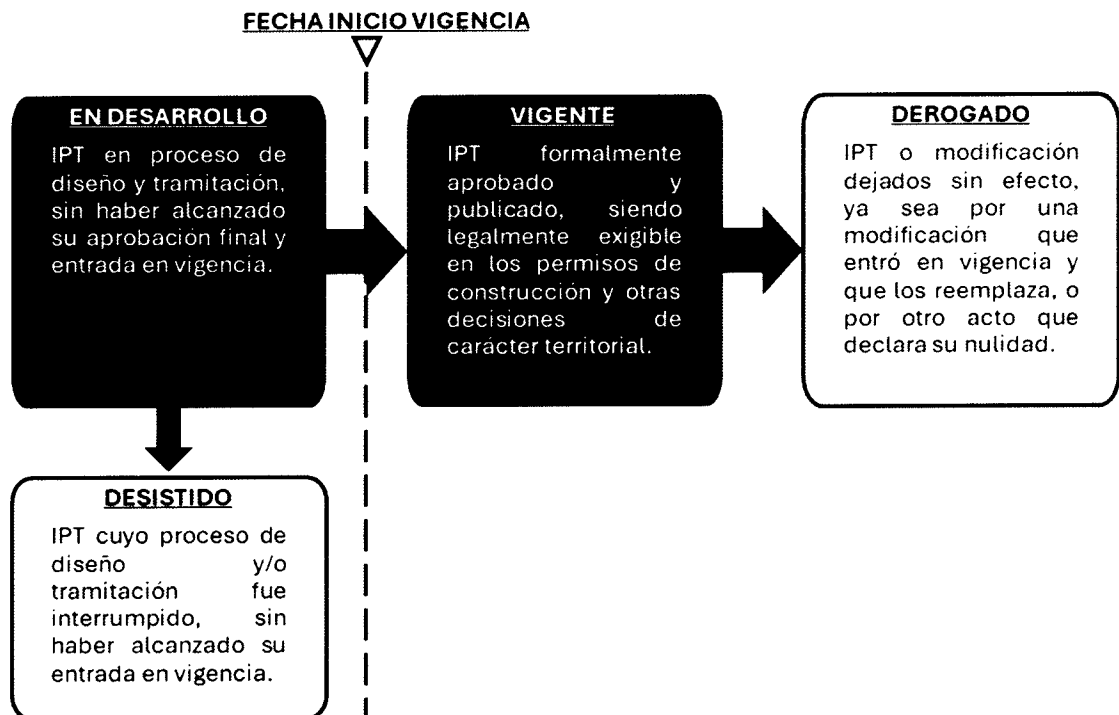 FECHA INICIO VIGENCIA
EN DESARROLLO
IPT en proceso de
diseño y tramitación,
sin haber alcanzado
su aprobación final y
entrada en vigencia.
VIGENTE
IPT formalmente
aprobado y
publicado, siendo
legalmente exigible
en los permisos de
construcción y otras
decisiones de
carácter territorial.
DEROGADO
IPT o modificación
dejados sin efecto,
ya sea por una
modificación que
entró en vigencia y
que los reemplaza, o
por otro acto que
declara su nulidad.
DESISTIDO
IPT cuyo proceso de
diseño y/o
tramitación fue
interrumpido, sin
haber alcanzado su
entrada en vigencia.